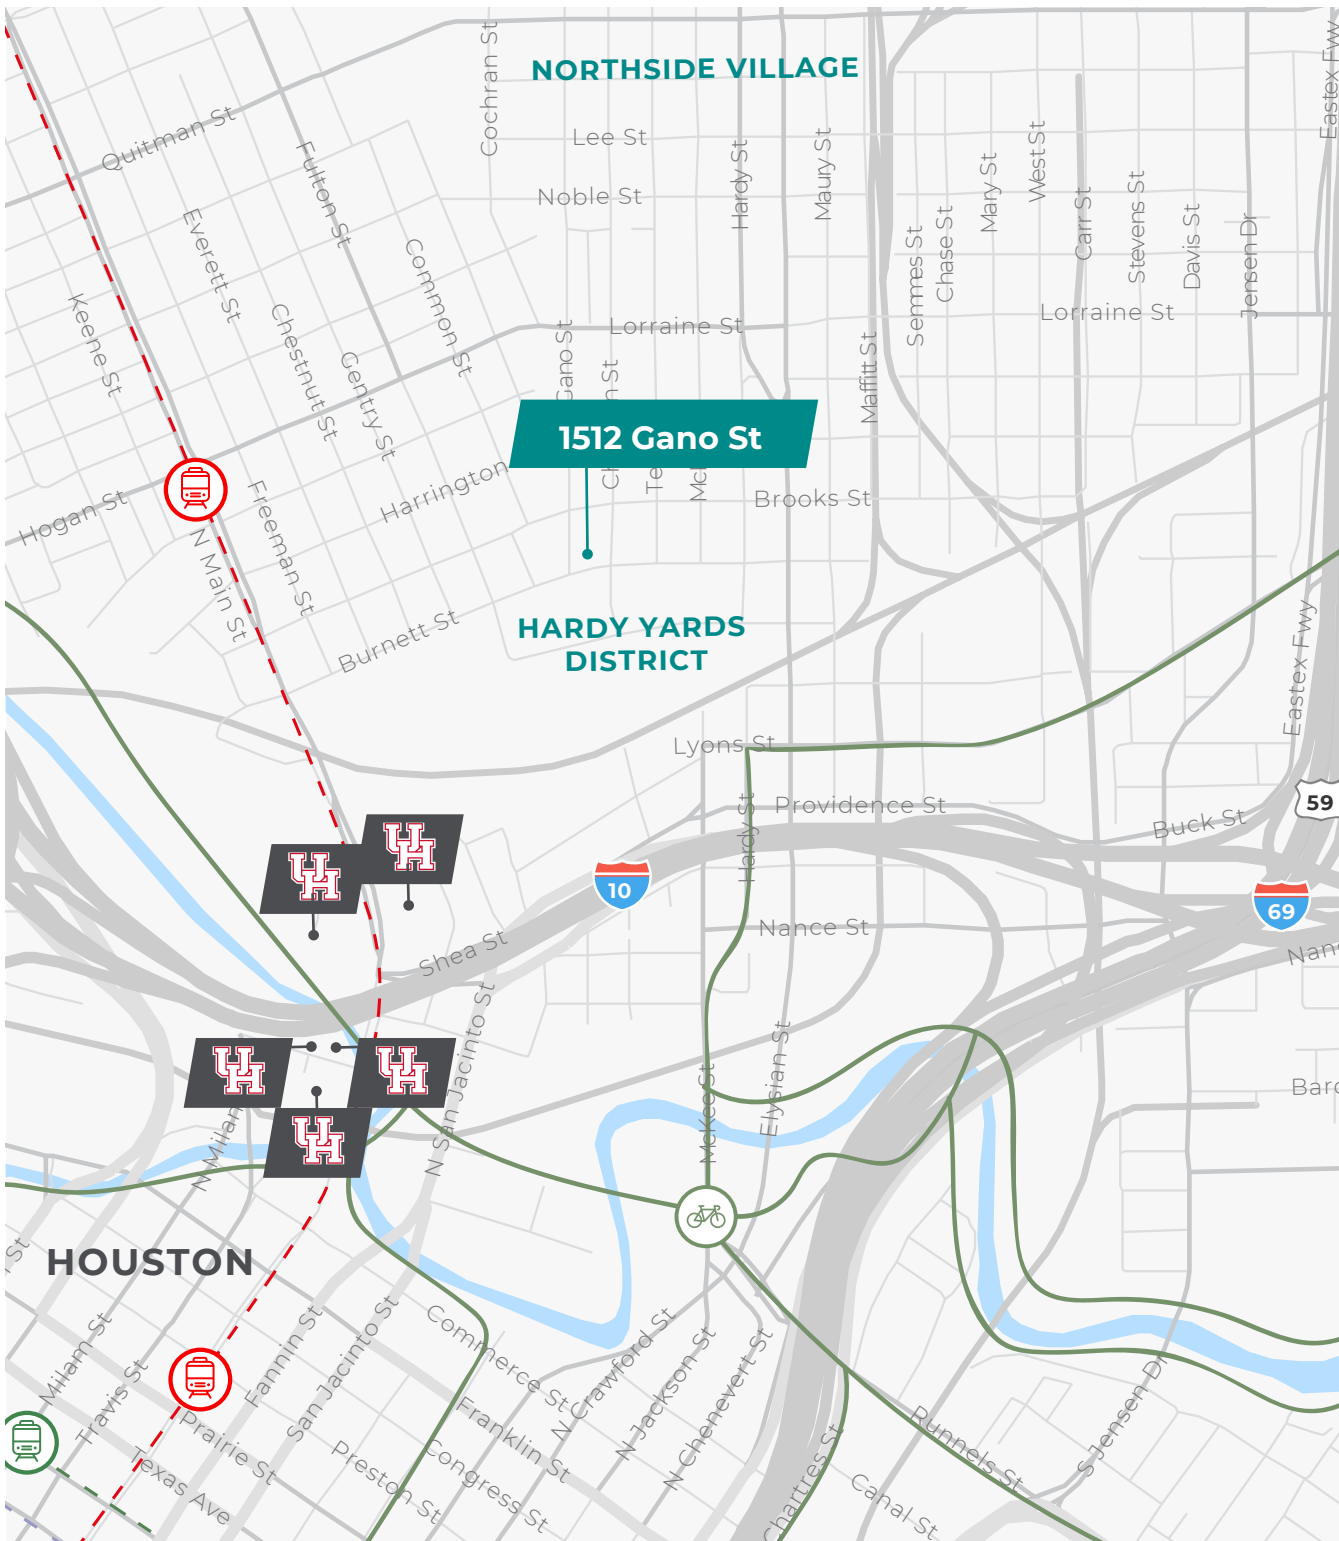 NORTHSIDE VILLAGE
Cochran St
Eastex Fwy
Quitman St
Lee St
Fulton St
Hardy St
Maury St
West St
Mary St
Noble St
Carr St
Stevens St
Davis St
Everett St
Common St
Semmes St
Chase St
Jensen Dr
Keene St
Chestnut St
Gentry St
Gano St
Lorraine St
Lorraine St
Maffitt St
1512 Gano St
Hogan St
Freeman St
Harrington
Brooks St
N Main St
Burnett St
HARDY YARDS
DISTRICT
Eastex Fwy
Lyons St
Hardy St
Providence St
Buck St
59
10
69
UH
UH
Nance St
Shea St
N San Jacinto St
Elysian St
McKee St
UH
UH
UH
HOUSTON
Milam St
Travis St
Fannin St
San Jacinto St
Commerce St
N Crawford St
N Jackson St
N Chenevert St
Prairie St
Texas Ave
Preston St
Congress St
Franklin St
Chartres St
Canal St
Runnels St
S Jensen Dr